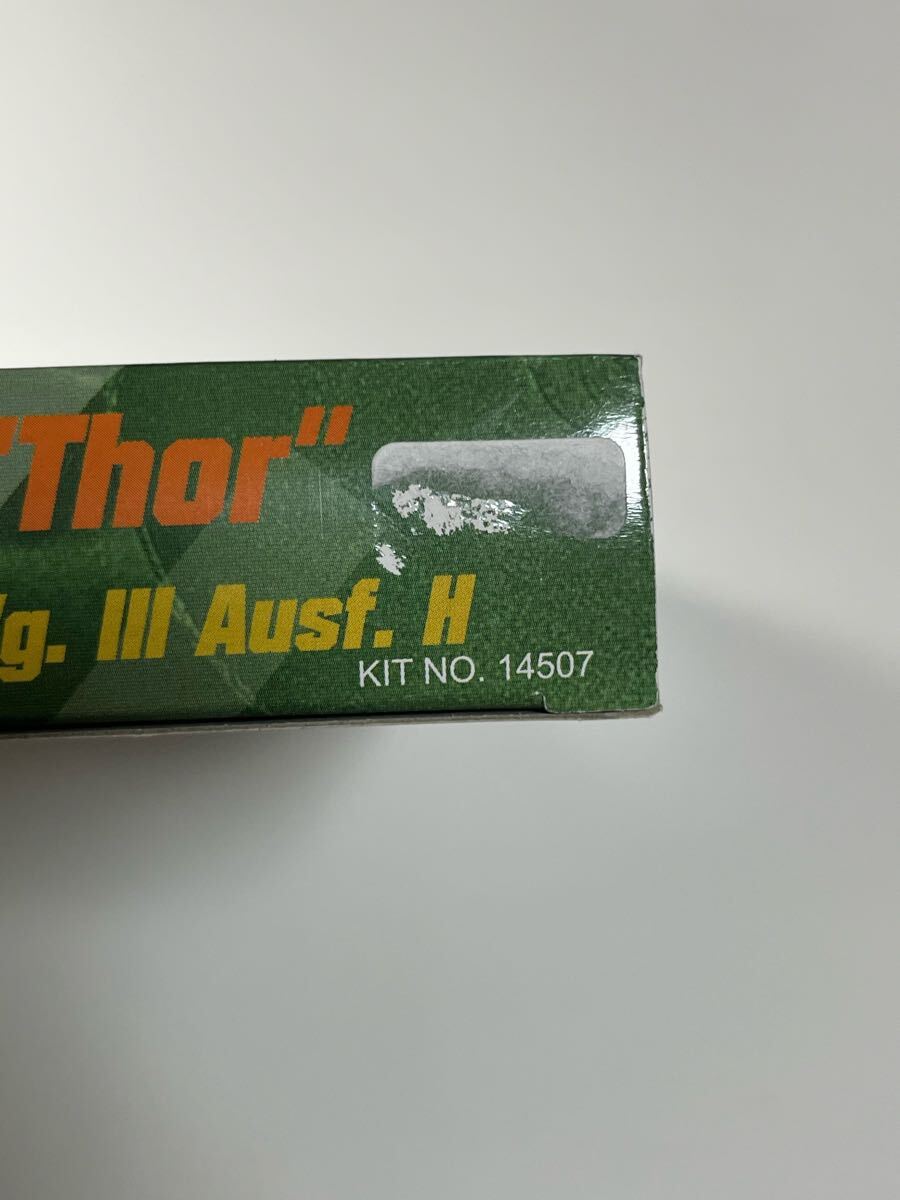 "Thor"
g. III Ausf. H
KIT NO. 14507